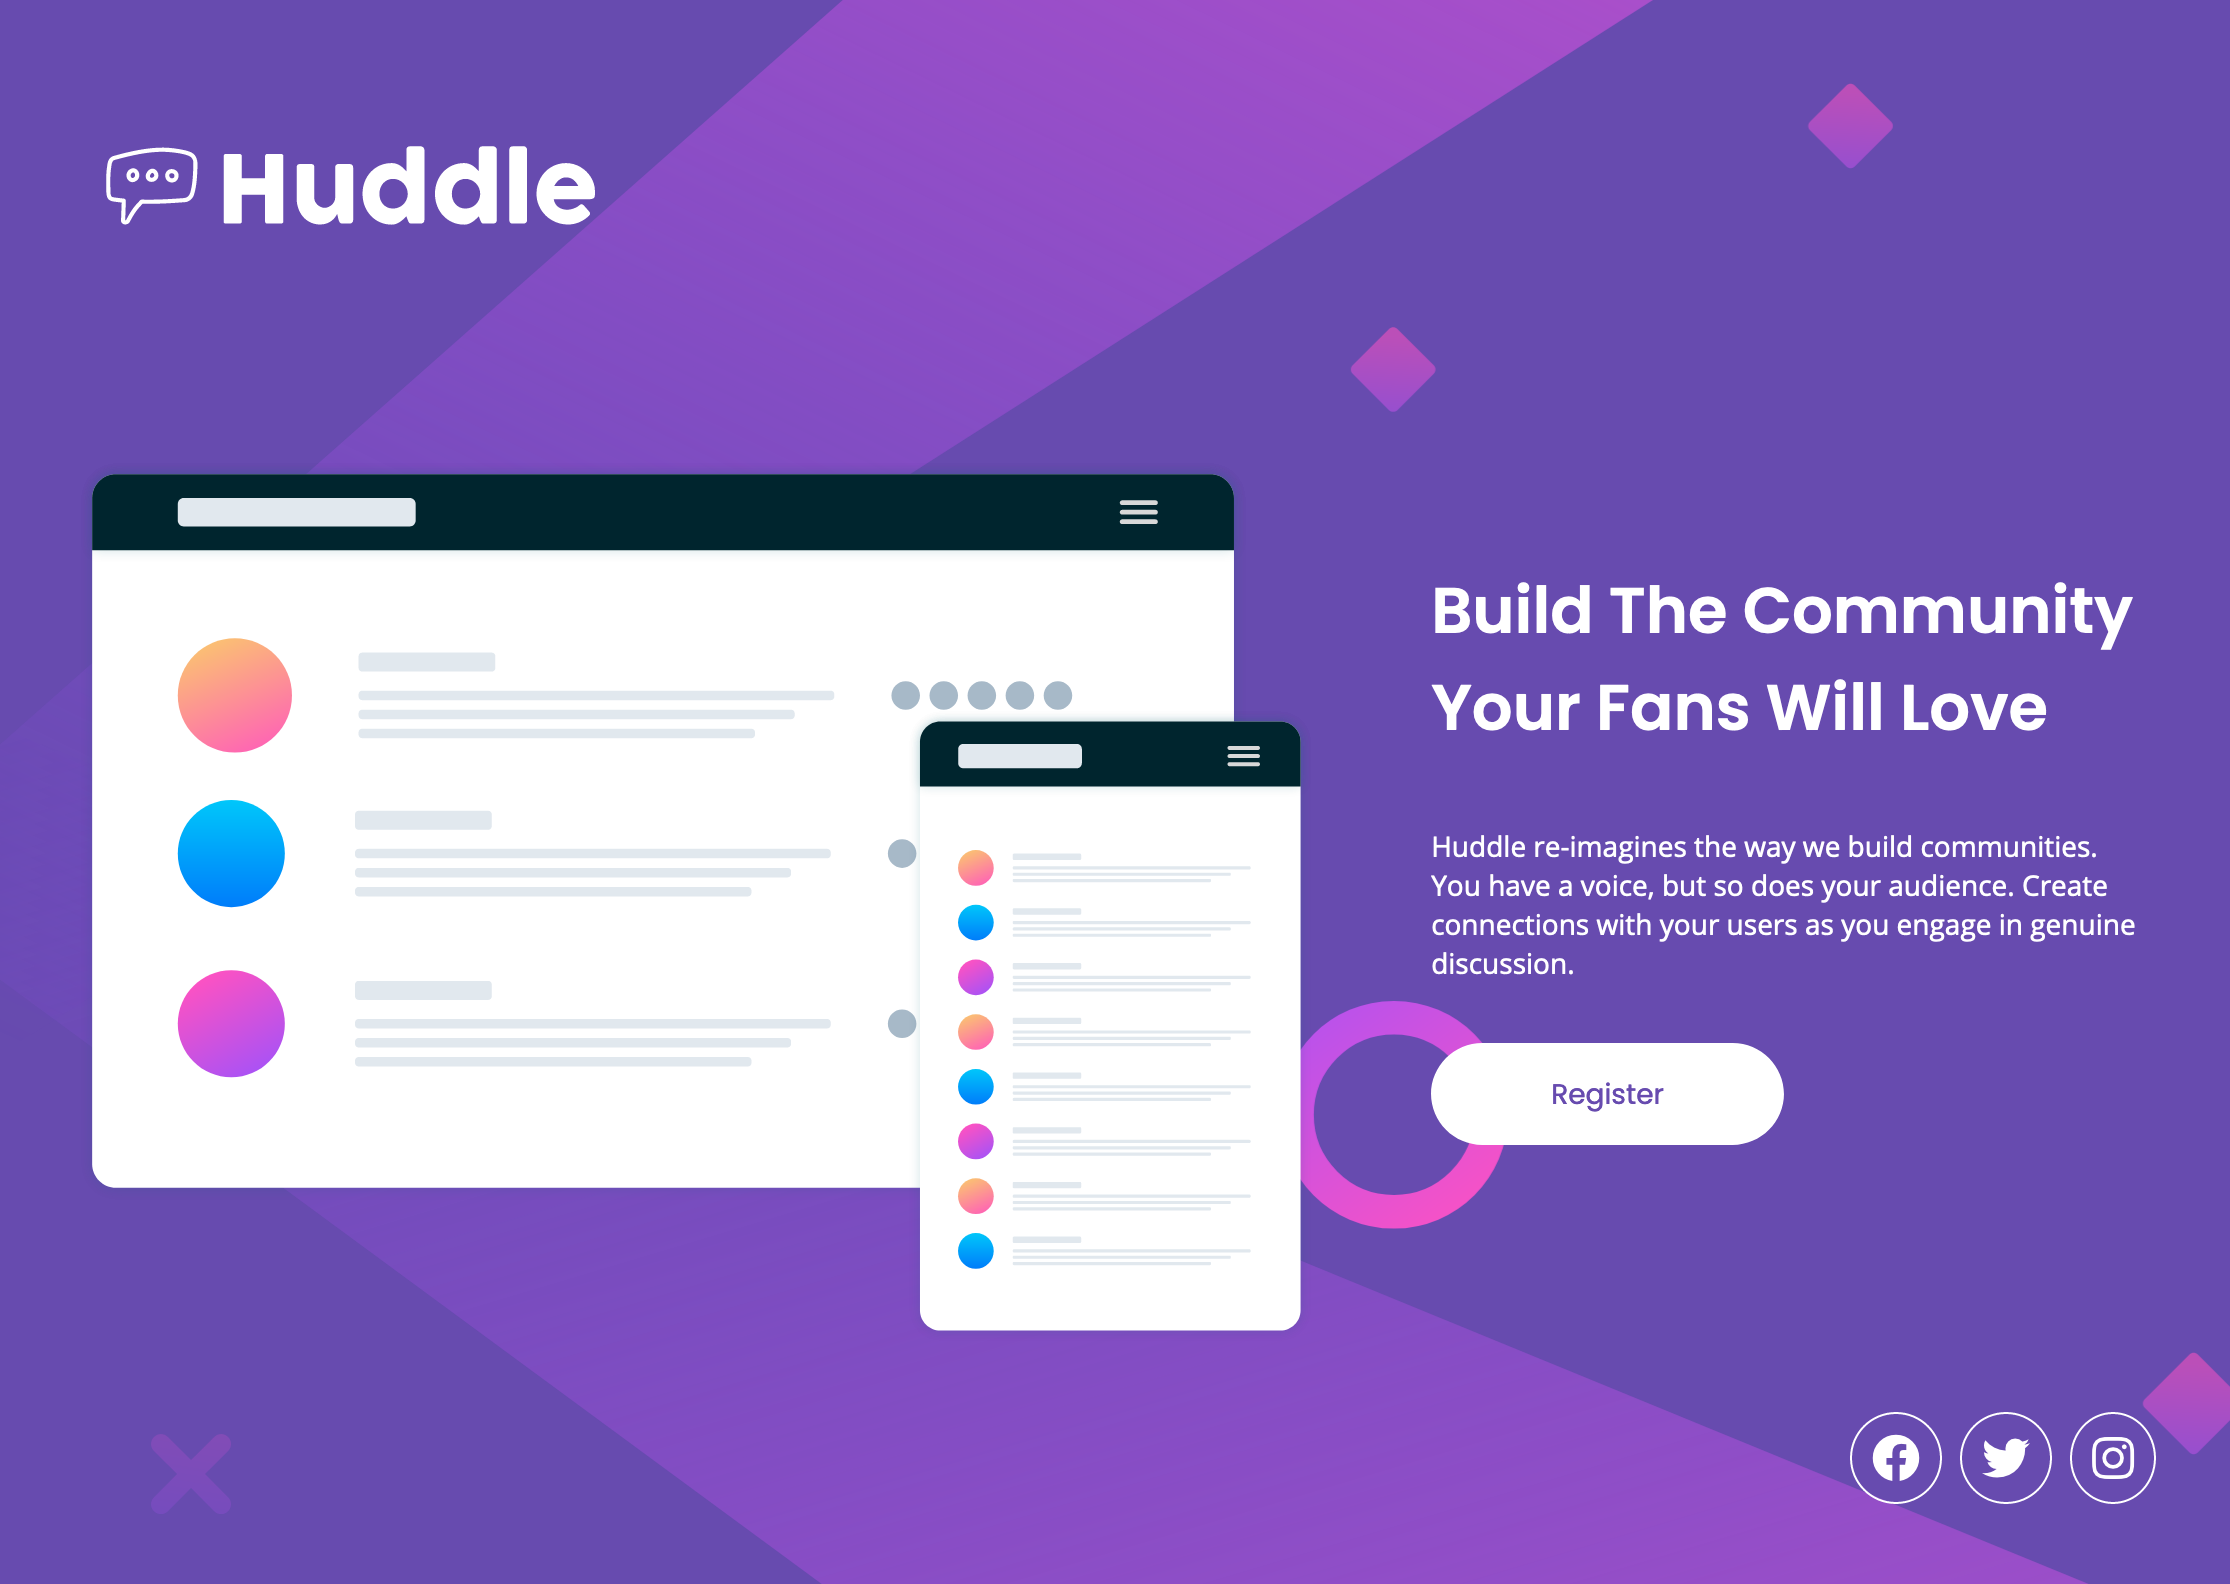 Huddle
Build The Community
Your Fans Will Love
Huddle re-imagines the way we build communities.
You have a voice, but so does your audience. Create
connections with your users as you engage in genuine
discussion.
Register